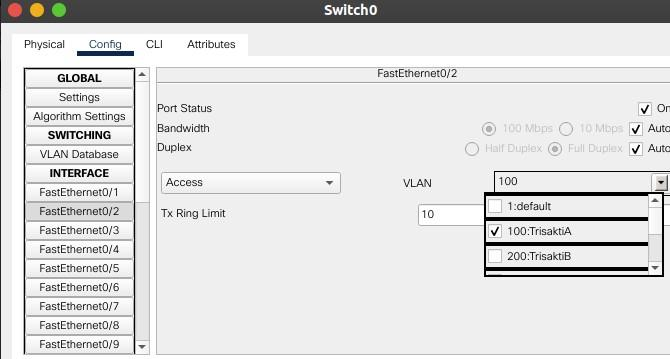 Switch0
Physical Config CLI Attributes
GLOBAL
Settings
Algorithm Settings
SWITCHING
VLAN Database
INTERFACE
FastEthernet0/1
FastEthernet0/2
FastEthernet0/3
FastEthernet0/4
FastEthernet0/5
FastEthernet0/6
FastEthernet0/7
FastEthernet0/8
FastEthernet0/9
FastEthernet0/2
Port Status On
Bandwidth 100 Mbps 10 Mbps Auto
Duplex Half Duplex Full Duplex Auto
Access VLAN 100
1:default
Tx Ring Limit
10
100:TrisaktiA
200:TrisaktiB